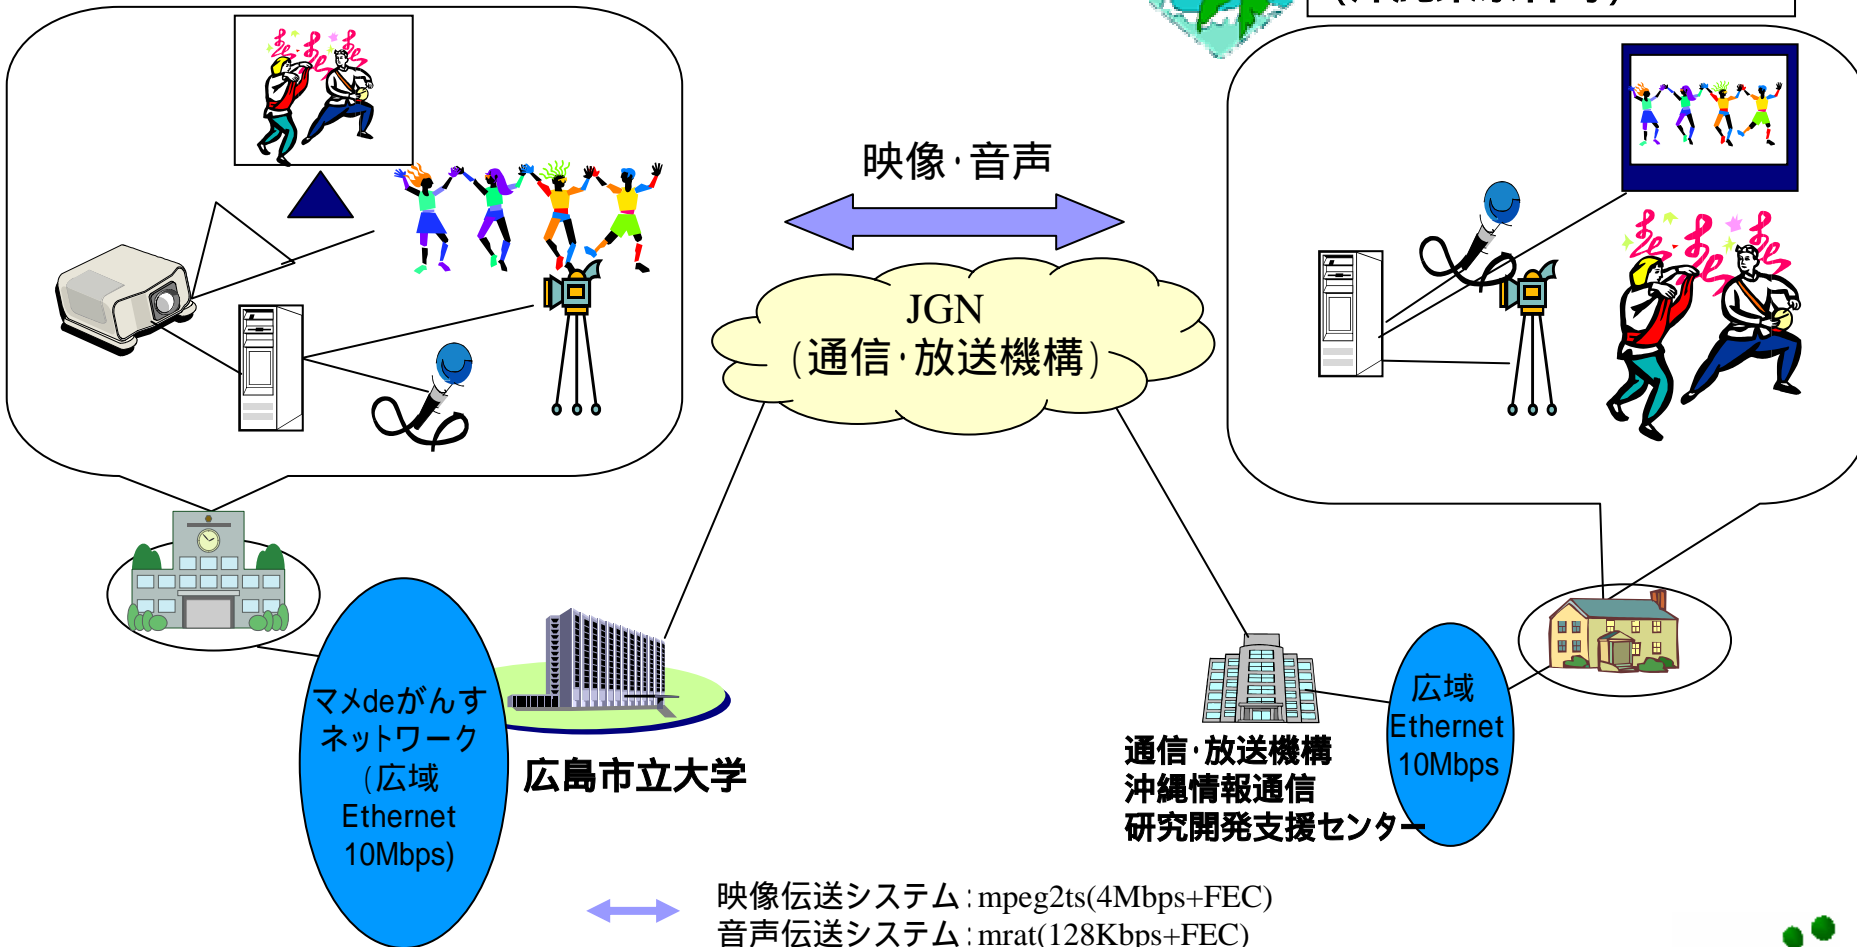 映像・音声
JGN
(通信・放送機構)
マメdeがんす
ネットワーク
(広域
Ethernet
10Mbps)
広島市立大学
通信・放送機構
沖縄情報通信
研究開発支援センター
広域
Ethernet
10Mbps
映像伝送システム:mpeg2ts(4Mbps+FEC)
音声伝送システム:mrat(128Kbps+FEC)